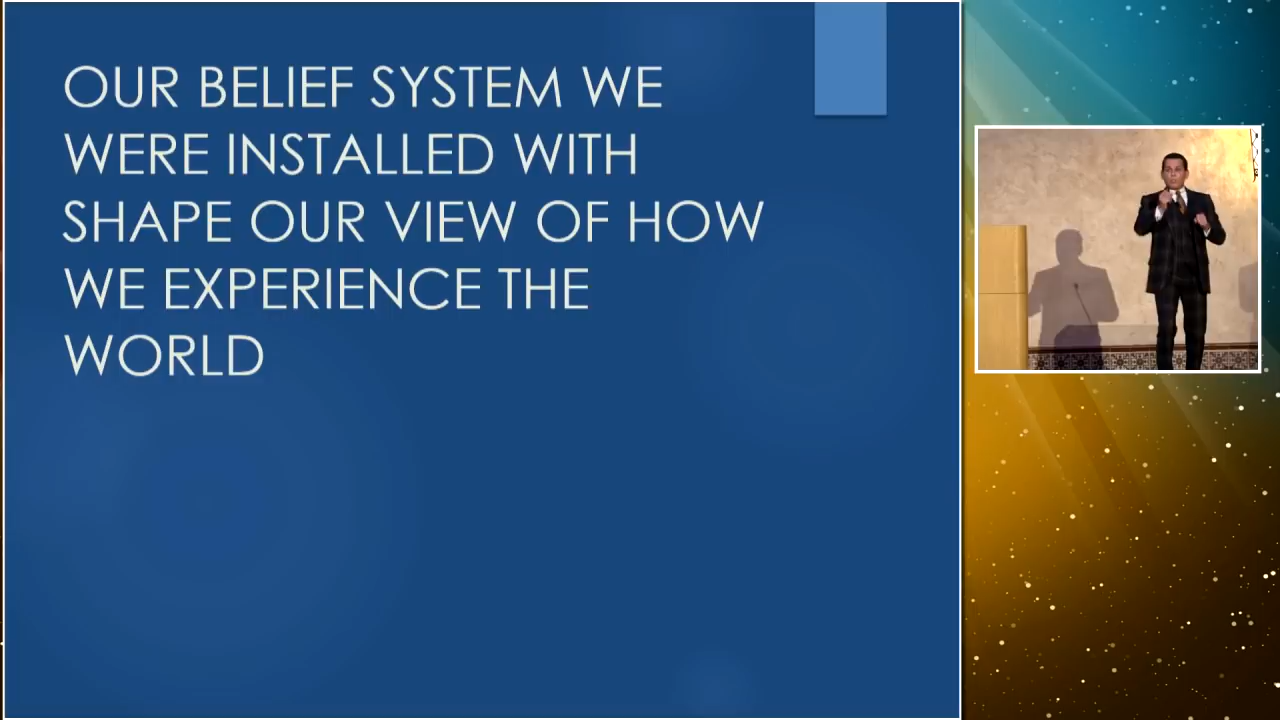 OUR BELIEF SYSTEM WE
WERE INSTALLED WITH
SHAPE OUR VIEW OF HOW
WE EXPERIENCE THE
WORLD